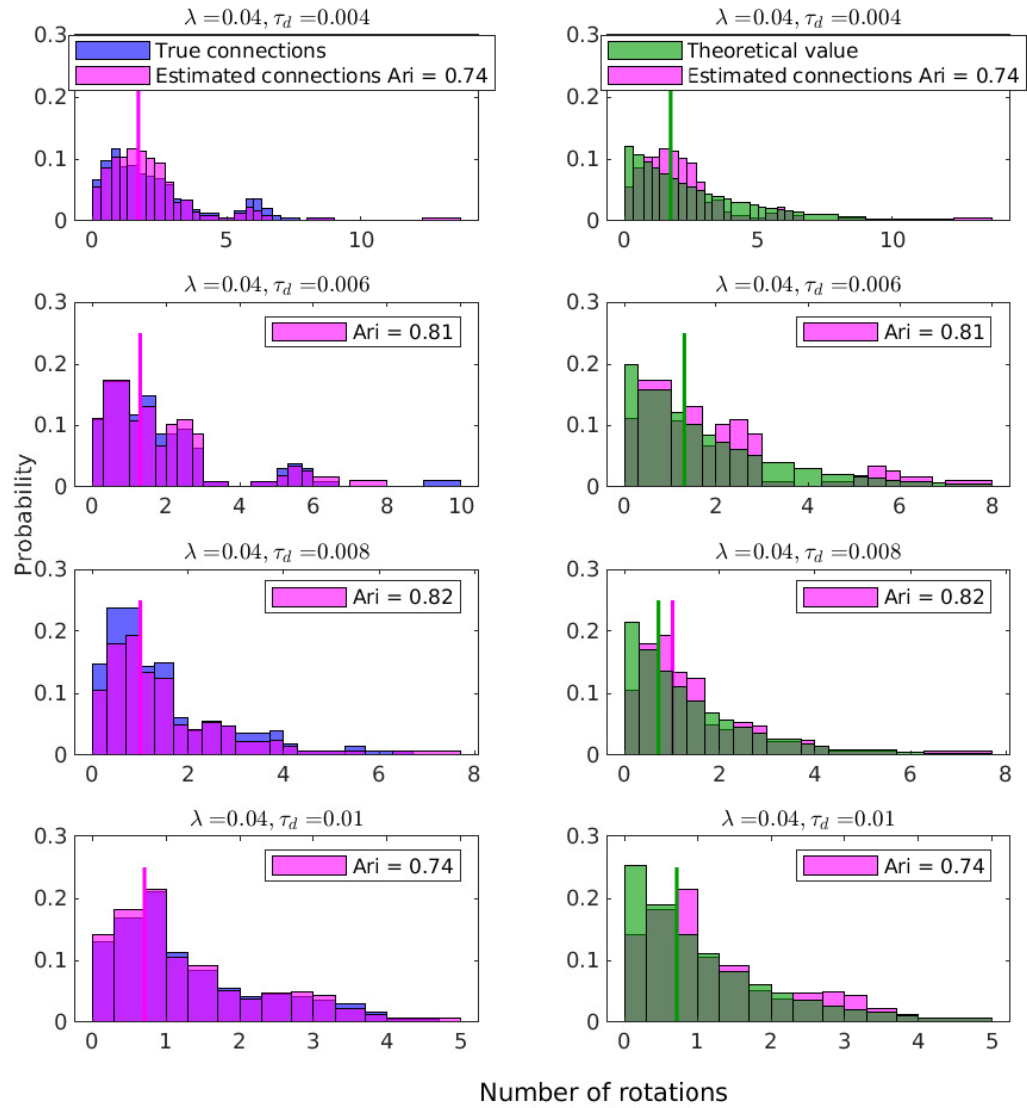 λ =0.04, τd =0.004
0.3
True connections
Estimated connections Ari = 0.74
0.2
0.1
0
0 5 10
λ =0.04, τd =0.004
0.3
Theoretical value
Estimated connections Ari = 0.74
0.2
0.1
0
0 5 10
λ =0.04, τd =0.006
0.3
Ari = 0.81
0.2
0.1
0
0 2 4 6 8 10
λ =0.04, τd =0.006
0.3
Ari = 0.81
0.2
0.1
0
0 2 4 6 8
Probability
λ =0.04, τd =0.008
0.3
Ari = 0.82
0.2
0.1
0
0 2 4 6 8
λ =0.04, τd =0.008
0.3
Ari = 0.82
0.2
0.1
0
0 2 4 6 8
λ =0.04, τd =0.01
0.3
Ari = 0.74
0.2
0.1
0
0 1 2 3 4 5
λ =0.04, τd =0.01
0.3
Ari = 0.74
0.2
0.1
0
0 1 2 3 4 5
Number of rotations